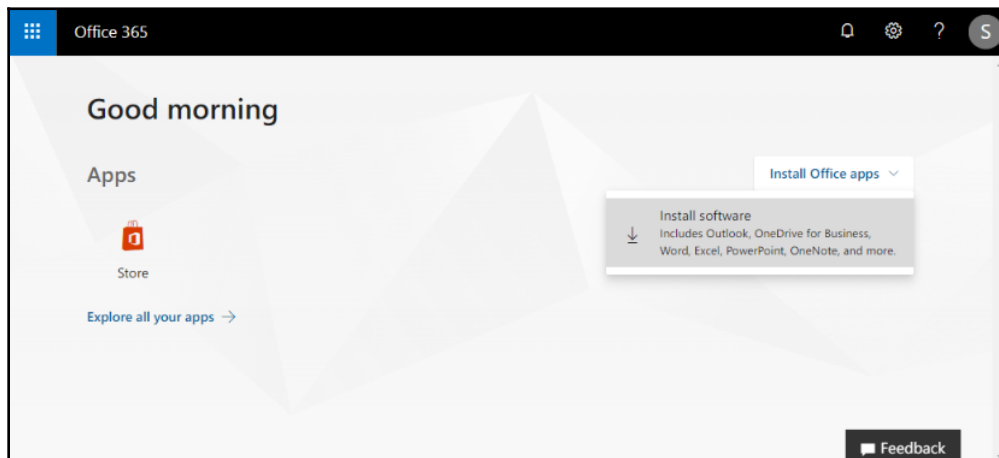 Office 365
?
S
Good morning
Apps
Install Office apps
Install software
Includes Outlook, OneDrive for Business,
Word, Excel, PowerPoint, OneNote, and more.
Store
Explore all your apps →
Feedback